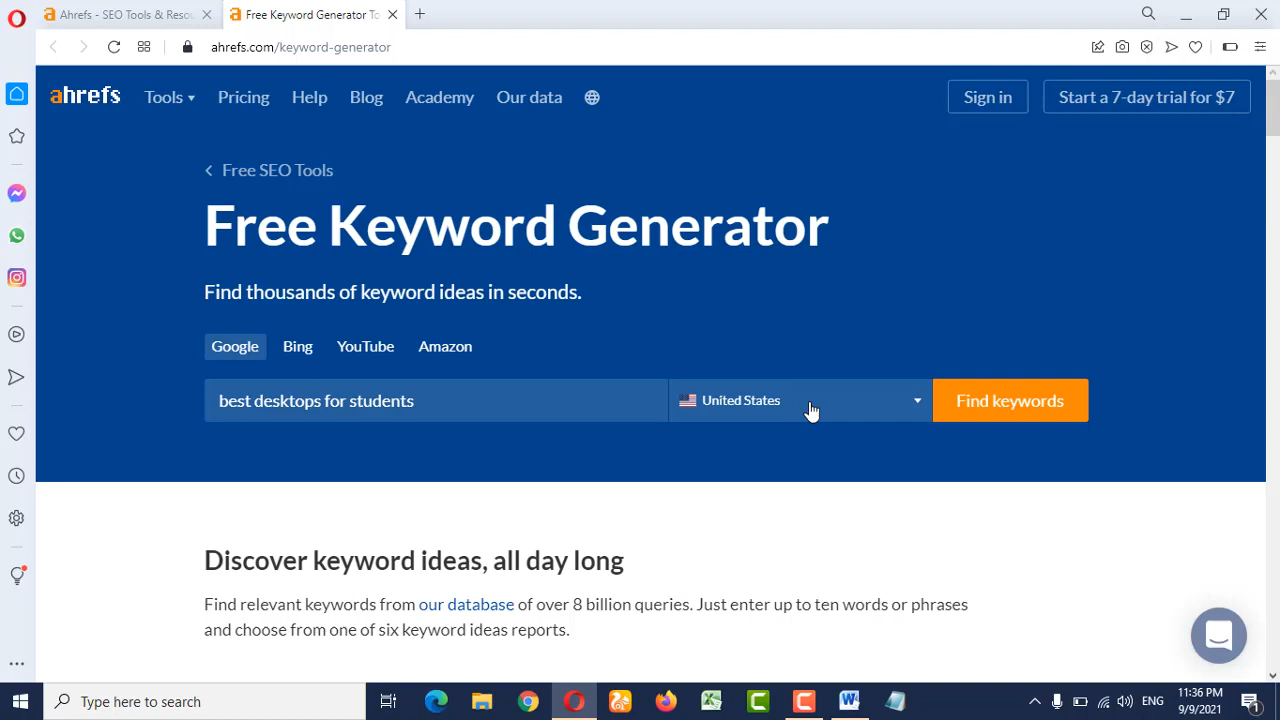 Ahrefs - SEO Tools & Resou
Free Keyword Generator To
ahrefs.com/keyword-generator
ahrefs
Tools
Pricing
Help
Blog
Academy
Our data
Sign in
Start a 7-day trial for $7
Free SEO Tools
Free Keyword Generator
Find thousands of keyword ideas in seconds.
Google
Bing
YouTube
Amazon
best desktops for students
United States
Find keywords
Discover keyword ideas, all day long
Find relevant keywords from our database of over 8 billion queries. Just enter up to ten words or phrases
and choose from one of six keyword ideas reports.
Type here to search
ENG
11:36 PM
9/9/2021
1